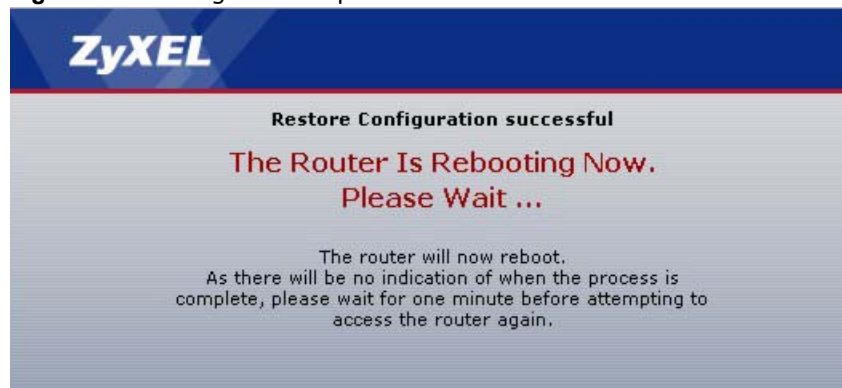 ZyXEL
Restore Configuration successful
The Router Is Rebooting Now.
Please Wait ...
The router will now reboot.
As there will be no indication of when the process is
complete, please wait for one minute before attempting to
access the router again.